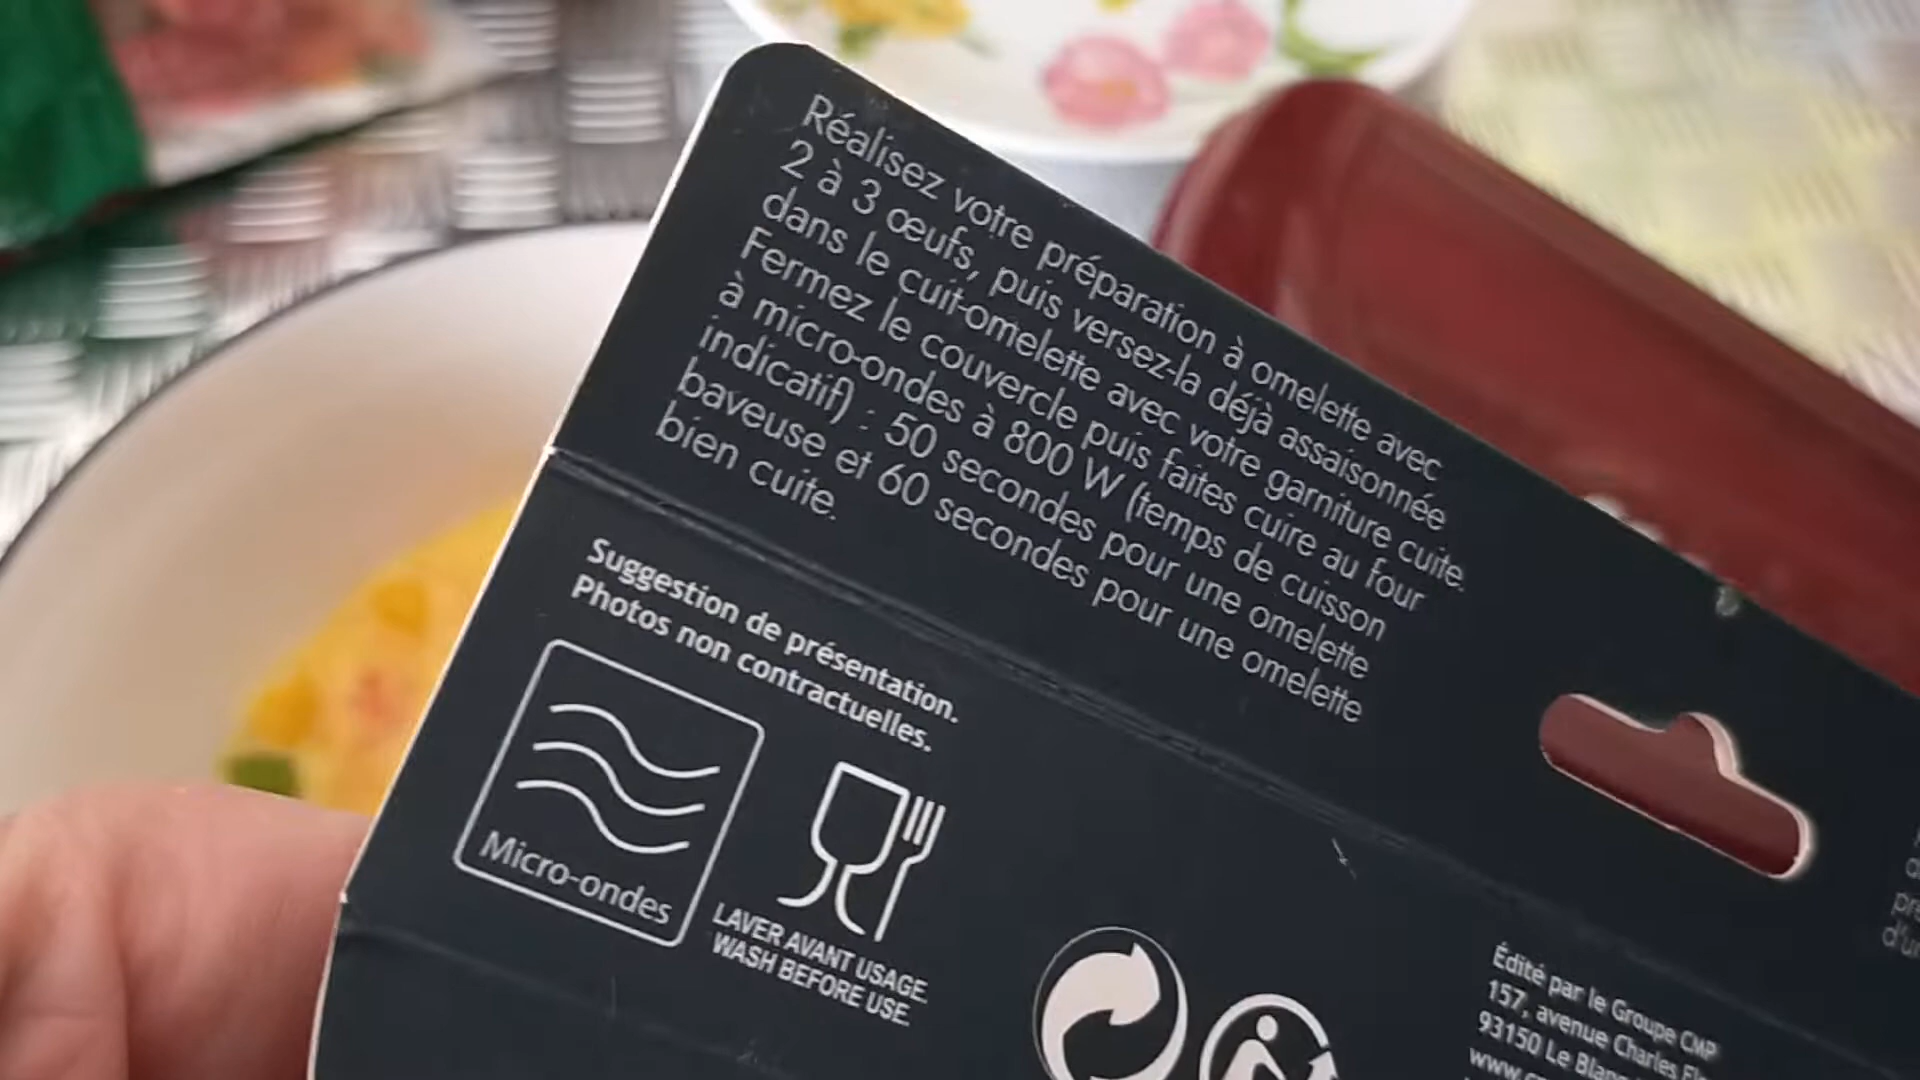 Réalisez votre préparation à omelette avec
2 à 3 œufs, puis versez-la déjà assaisonnée
dans le cuit-omelette avec votre garniture cuite.
Fermez le couvercle puis faites cuire au four
à micro-ondes à 800 W (temps de cuisson
indicatif) : 50 secondes pour une omelette
baveuse et 60 secondes pour une omelette
bien cuite.
Suggestion de présentation.
Photos non contractuelles.
Micro-ondes
LAVER AVANT USAGE.
WASH BEFORE USE.
Édité par le Groupe CMP
157, avenue Charles
93150 Le